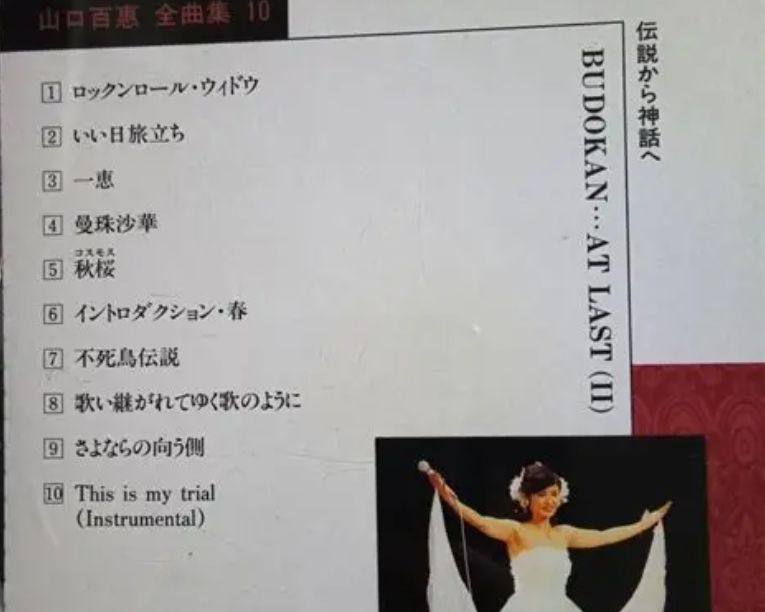 山口百惠 全曲集 10
1 ロックンロール・ウィドウ
2 いい日旅立ち
3 一恵
4 曼珠沙華
コスモス
5 秋桜
6 イントロダクション・春
7 不死鳥伝説
8 歌い継がれてゆく歌のように
9 さよならの向う側
10 This is my trial
(Instrumental)
BUDOKAN…AT LAST (II)
伝説から神話へ